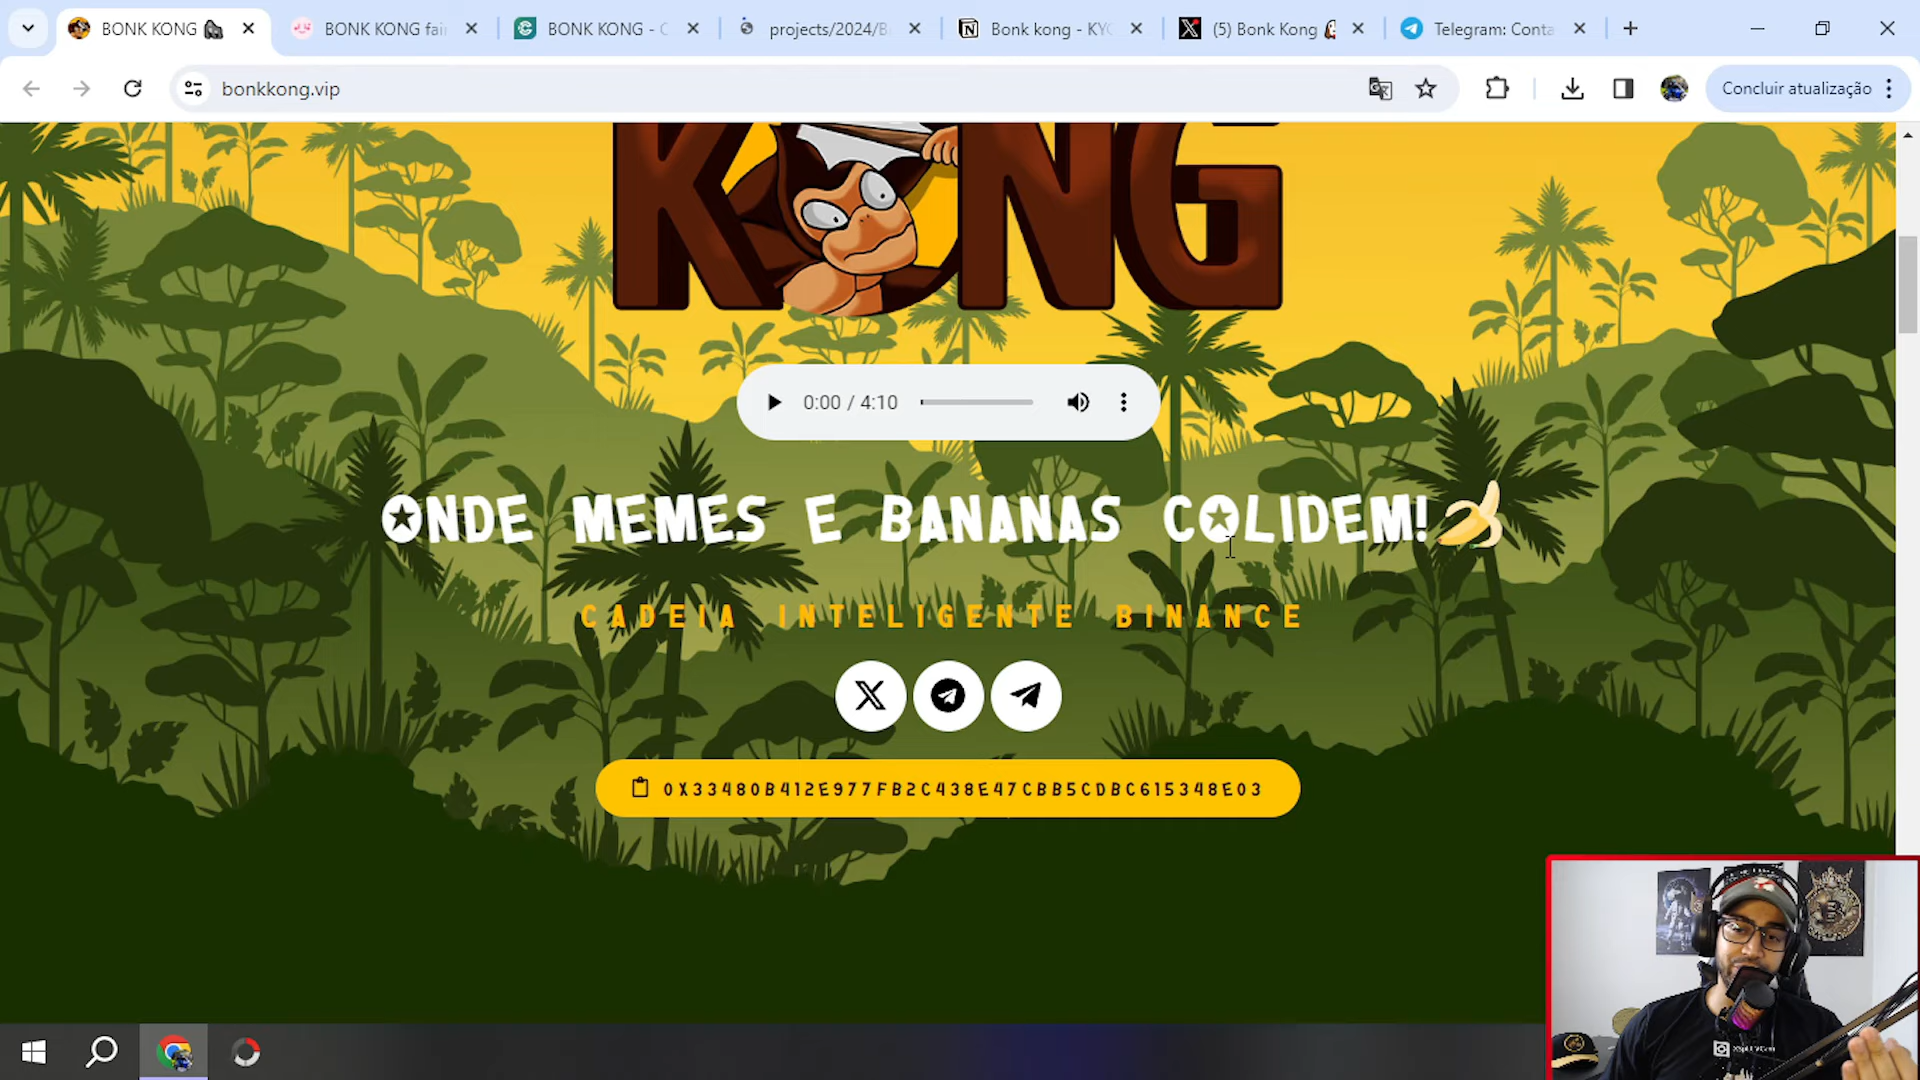 BONK KONG
BONK KONG fair
BONK KONG - C
projects/2024/B
Bonk kong - KYC
(5) Bonk Kong
Telegram: Conta
bonkkong.vip
Concluir atualização
KONG
0:00 / 4:10
ONDE MEMES E BANANAS COLIDEM!
CADEIA INTELIGENTE BINANCE
0X33480B412E977FB2C438E47CBB5CDBC615348E03